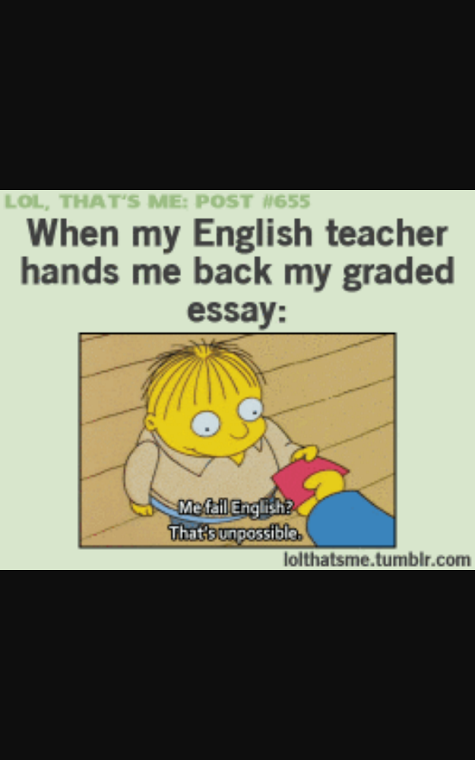 LOL, THAT'S ME: POST #655
When my English teacher
hands me back my graded
essay:
Me fail English?
That's unpossible.
lolthatsme.tumblr.com